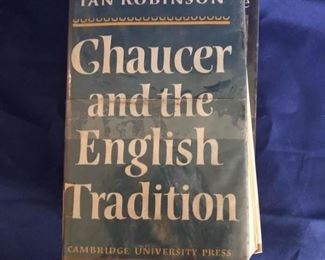 IAN ROBINSON
Chaucer
and the
English
Tradition
CAMBRIDGE UNIVERSITY PRESS